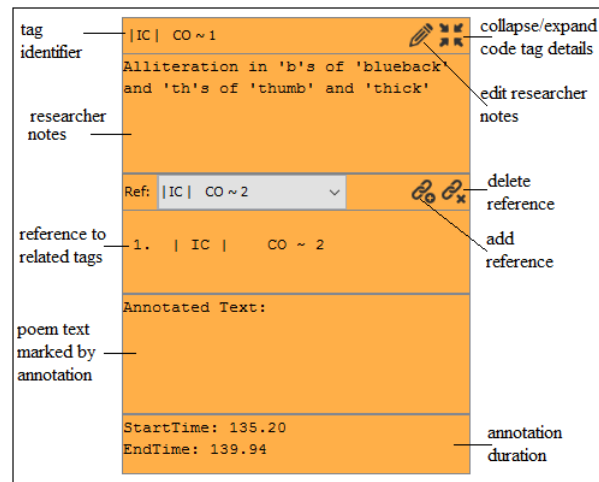 tag
identifier
|IC| CO ~ 1
collapse/expand
code tag details
Alliteration in 'b's of 'blueback'
and 'th's of 'thumb' and 'thick'
edit researcher
notes
researcher
notes
Ref: |IC| CO ~ 2
delete
reference
reference to
related tags
1. | IC | CO ~ 2
add
reference
Annotated Text:
poem text
marked by
annotation
StartTime: 135.20
EndTime: 139.94
annotation
duration